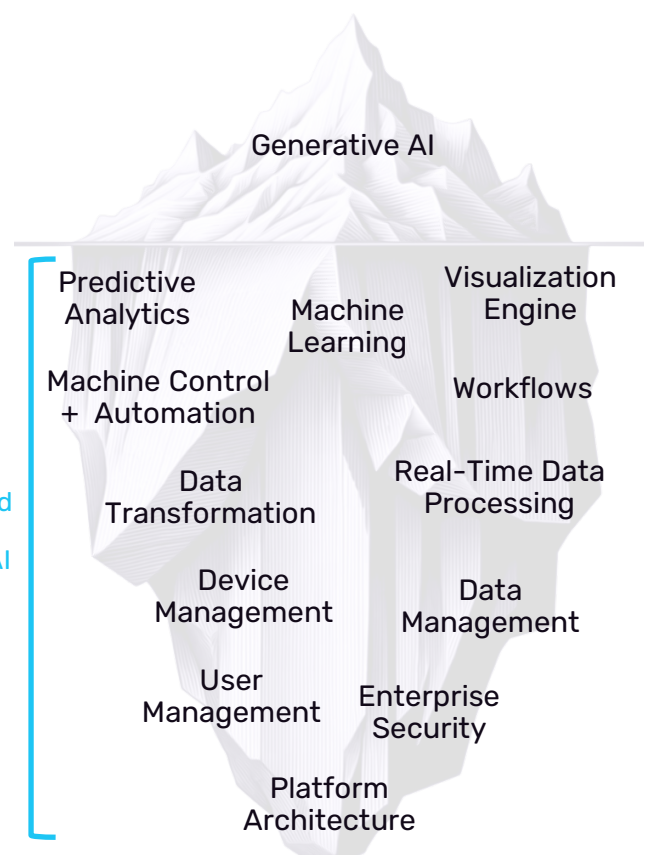 Generative AI
Predictive
Analytics
Visualization
Engine
Machine
Learning
Machine Control
+ Automation
Workflows
Data
Transformation
Real-Time Data
Processing
Device
Management
Data
Management
User
Management
Enterprise
Security
Platform
Architecture